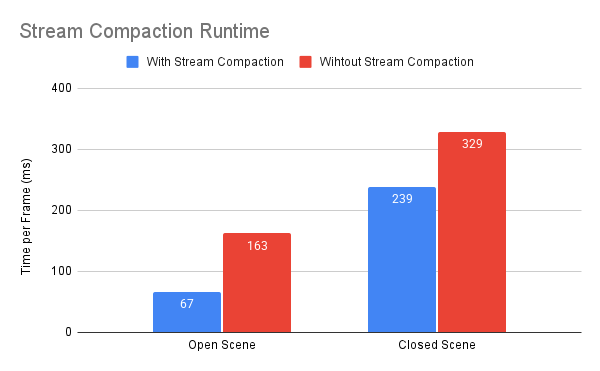 Stream Compaction Runtime
With Stream Compaction Wihtout Stream Compaction
Time per Frame (ms)
400
300
200
100
0
67
163
239
329
Open Scene
Closed Scene